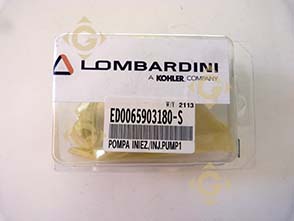 LOMBARDINI
A KOHLER COMPANY
V/T 2113
ED0065903180-S
POMPA INIEZ/INJ.PUMP1